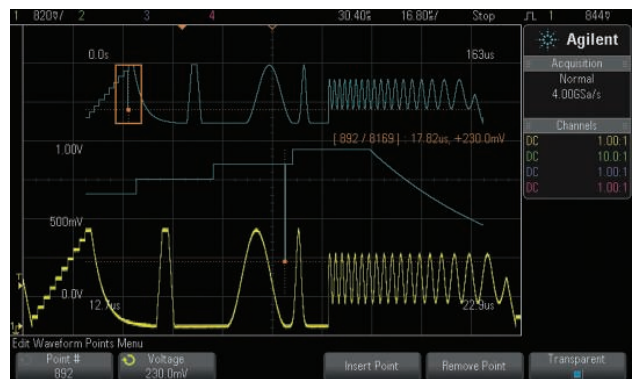 1 820♡/ 2 3 4 30.40s 16.80s/ Stop 1 844♡
Agilent
Acquisition
Normal
4.00GSa/s
Channels
DC 1.00:1
DC 10.0:1
DC 1.00:1
DC 1.00:1
0.0s 163us
[ 892 / 8169 ] : 17.82us, +230.0mV
1.00V
500mV
0.0V
12.7us 22.9us
Edit Waveform Points Menu
Point #
892
Voltage
230.0mV
Insert Point
Remove Point
Transparent